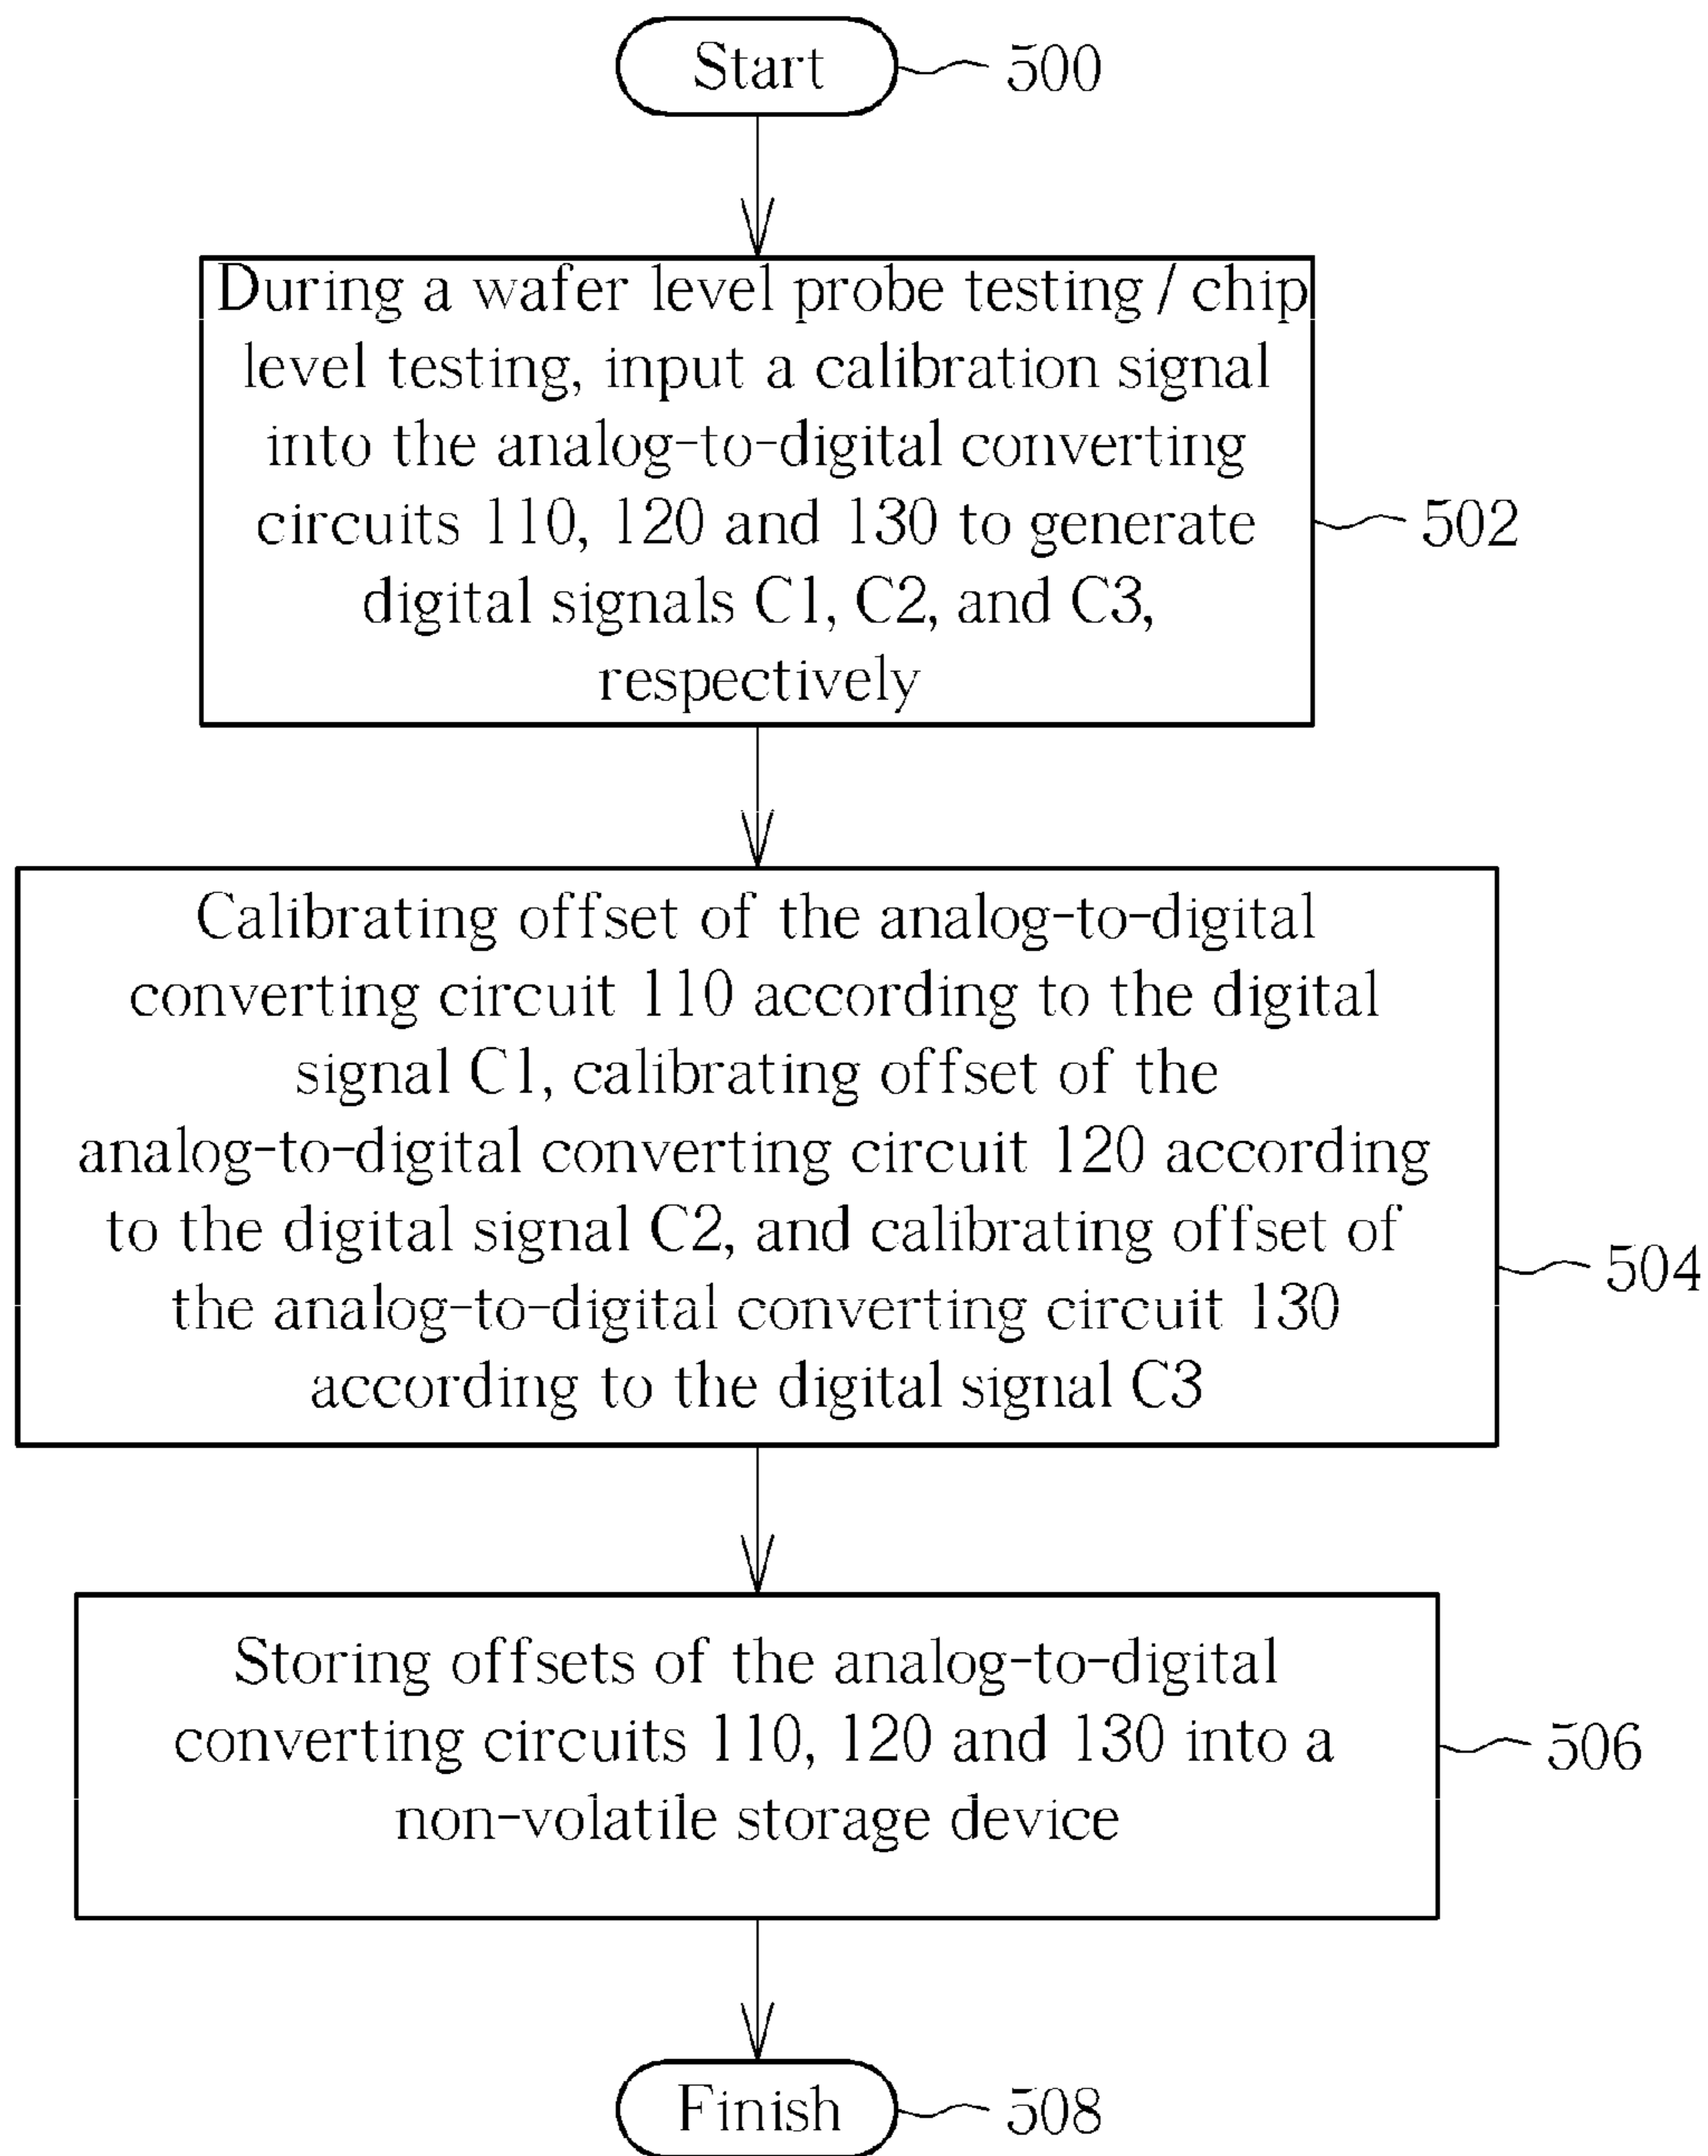 Start
500
During a wafer level probe testing / chip
level testing, input a calibration signal
into the analog-to-digital converting
circuits 110, 120 and 130 to generate
digital signals C1, C2, and C3,
respectively
502
Calibrating offset of the analog-to-digital
converting circuit 110 according to the digital
signal C1, calibrating offset of the
analog-to-digital converting circuit 120 according
to the digital signal C2, and calibrating offset of
the analog-to-digital converting circuit 130
according to the digital signal C3
504
Storing offsets of the analog-to-digital
converting circuits 110, 120 and 130 into a
non-volatile storage device
506
Finish
508